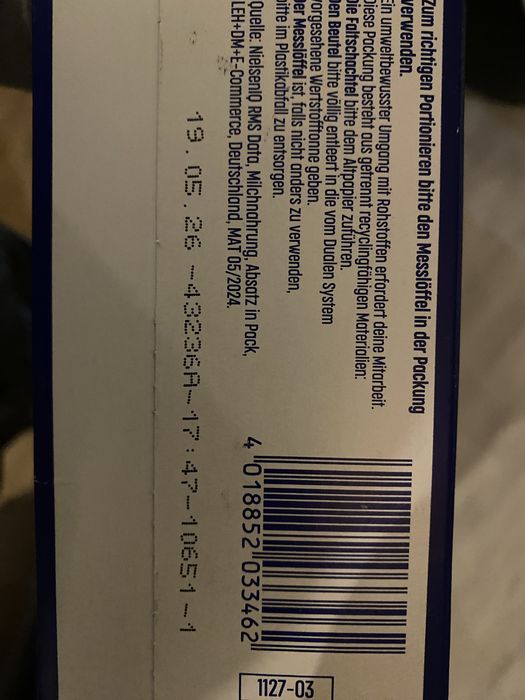 Zum richtigen Portionieren bitte den Messlöffel in der Packung
verwenden.
Ein umweltbewusster Umgang mit Rohstoffen erfordert deine Mitarbeit.
Diese Packung besteht aus getrennt recyclingfähigen Materialien:
Die Faltschachtel bitte dem Altpapier zuführen.
Den Beutel bitte völlig entleert in die vom Dualen System
vorgesehene Wertstofftonne geben.
Der Messlöffel ist, falls nicht anders zu verwenden,
bitte im Plastikabfall zu entsorgen.
Quelle: NielsenIQ RMS Data, Milchnahrung, Absatz in Pack,
LEH+DM+E-Commerce, Deutschland, MAT 05/2024.
19.05.26-43236A-17:47-10651-1
4 018852 033462
1127-03